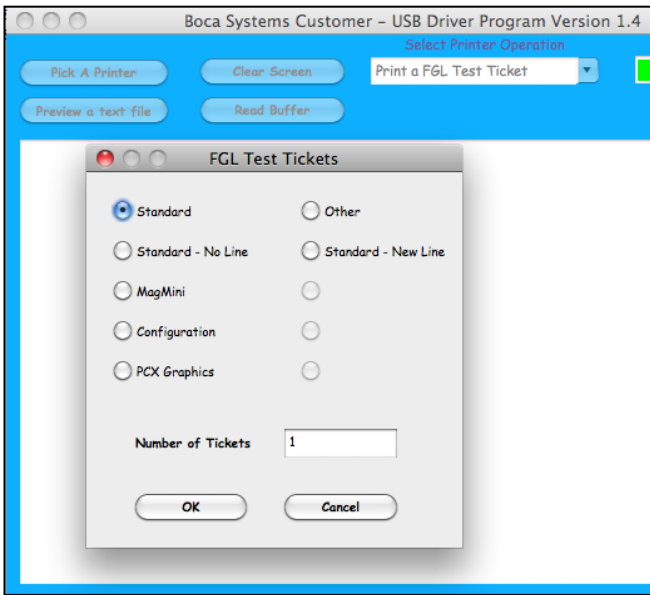 Boca Systems Customer – USB Driver Program Version 1.4
Select Printer Operation
Pick A Printer Clear Screen Print a FGL Test Ticket
Preview a text file Read Buffer
FGL Test Tickets
Standard Other
Standard - No Line Standard - New Line
MagMini
Configuration
PCX Graphics
Number of Tickets 1
OK Cancel